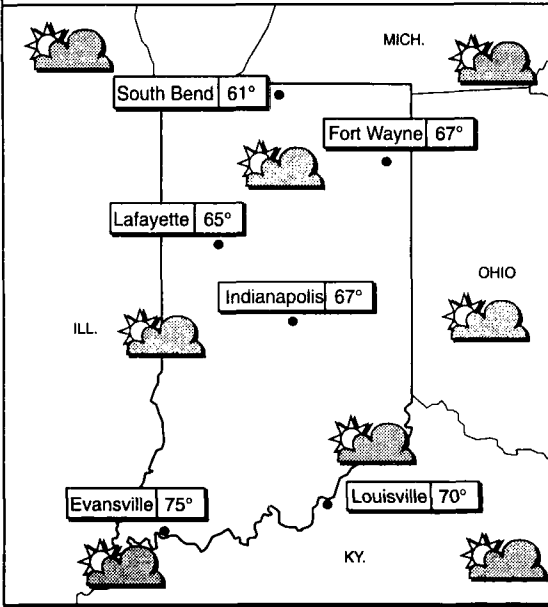 MICH.
South Bend 61°
Fort Wayne 67°
Lafayette 65°
OHIO
Indianapolis 67°
ILL.
Evansville 75°
Louisville 70°
KY.